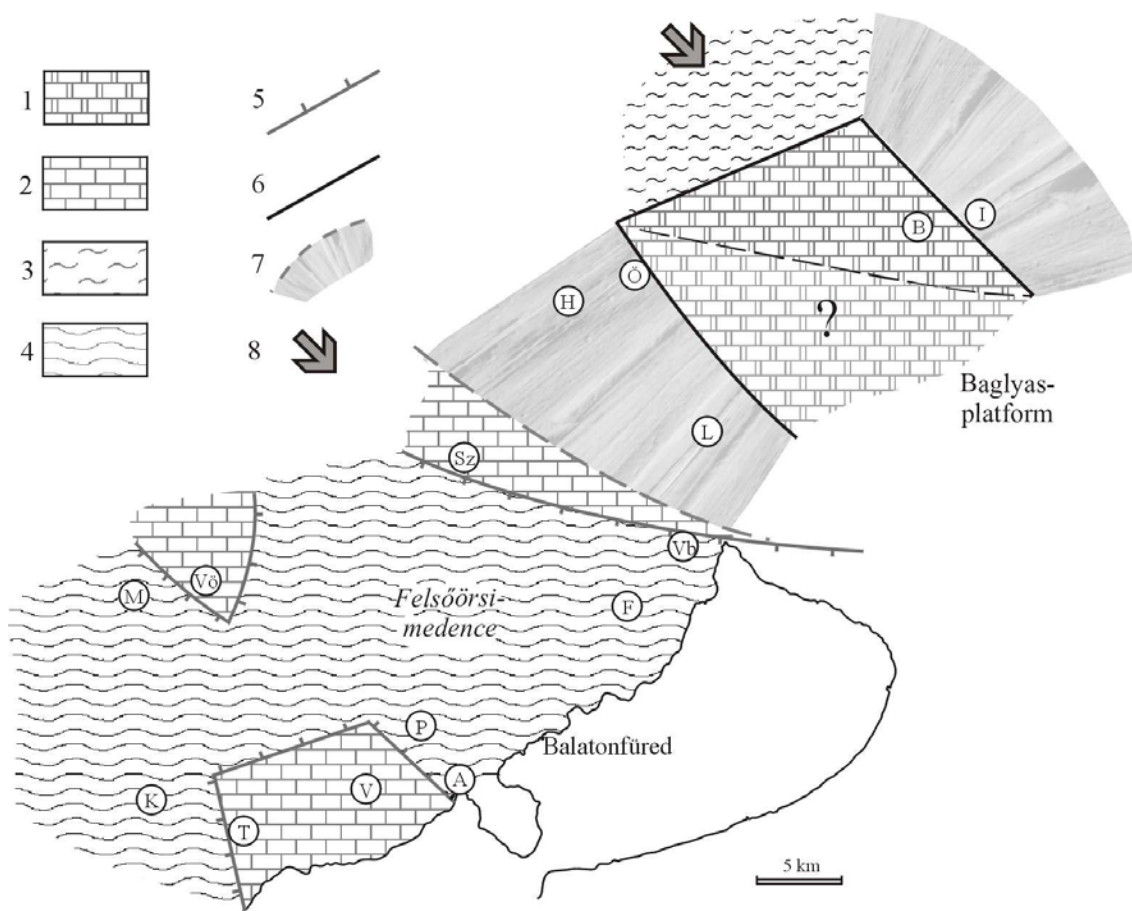 1
2
3
4
5
6
7
8
B
I
Ö
H
?
Baglyas-
platform
L
Sz
Vb
Vö
M
Felsőörsi-
medence
F
P
Balatonfüred
A
V
K
T
5 km